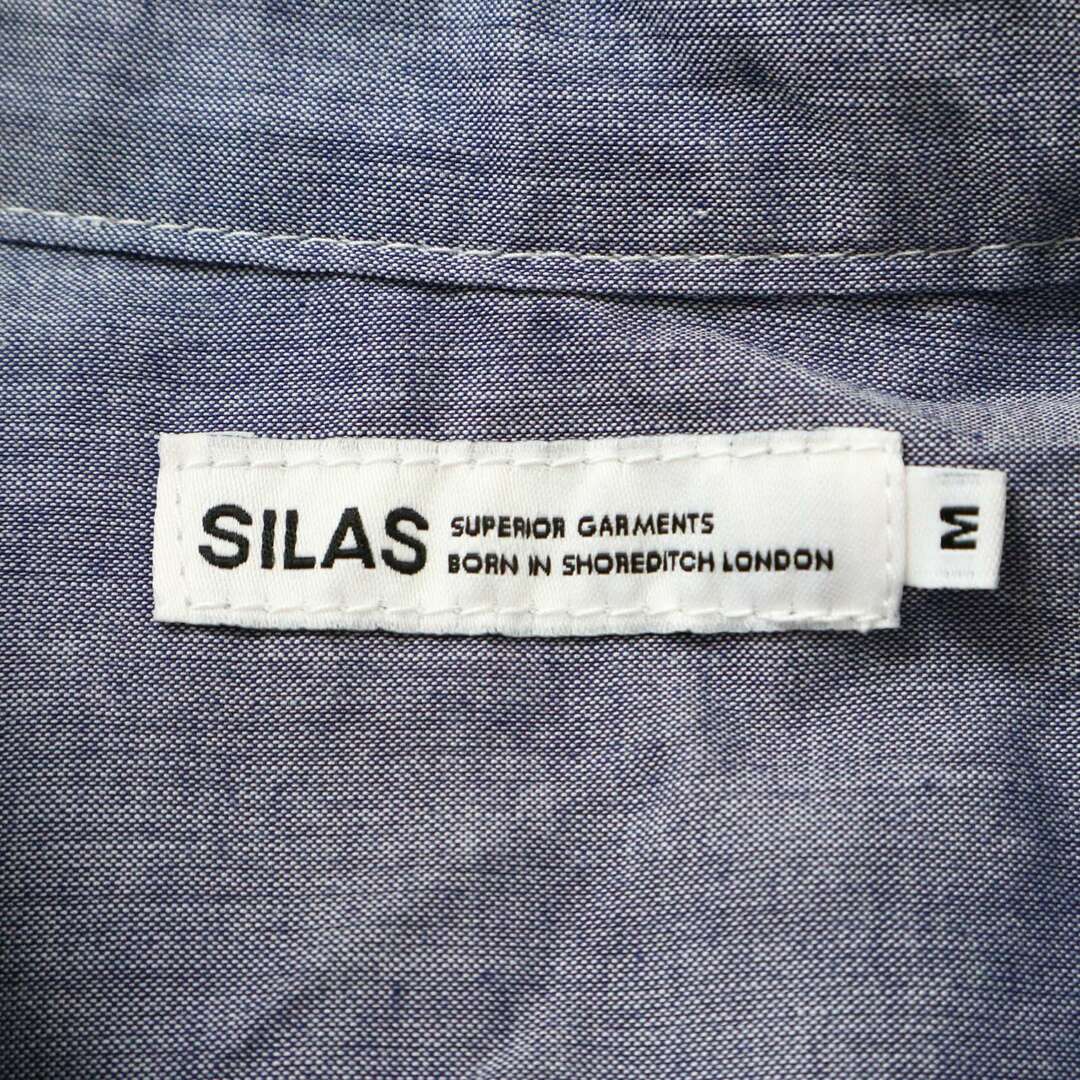 SILAS
SUPERIOR GARMENTS
BORN IN SHOREDITCH LONDON
M